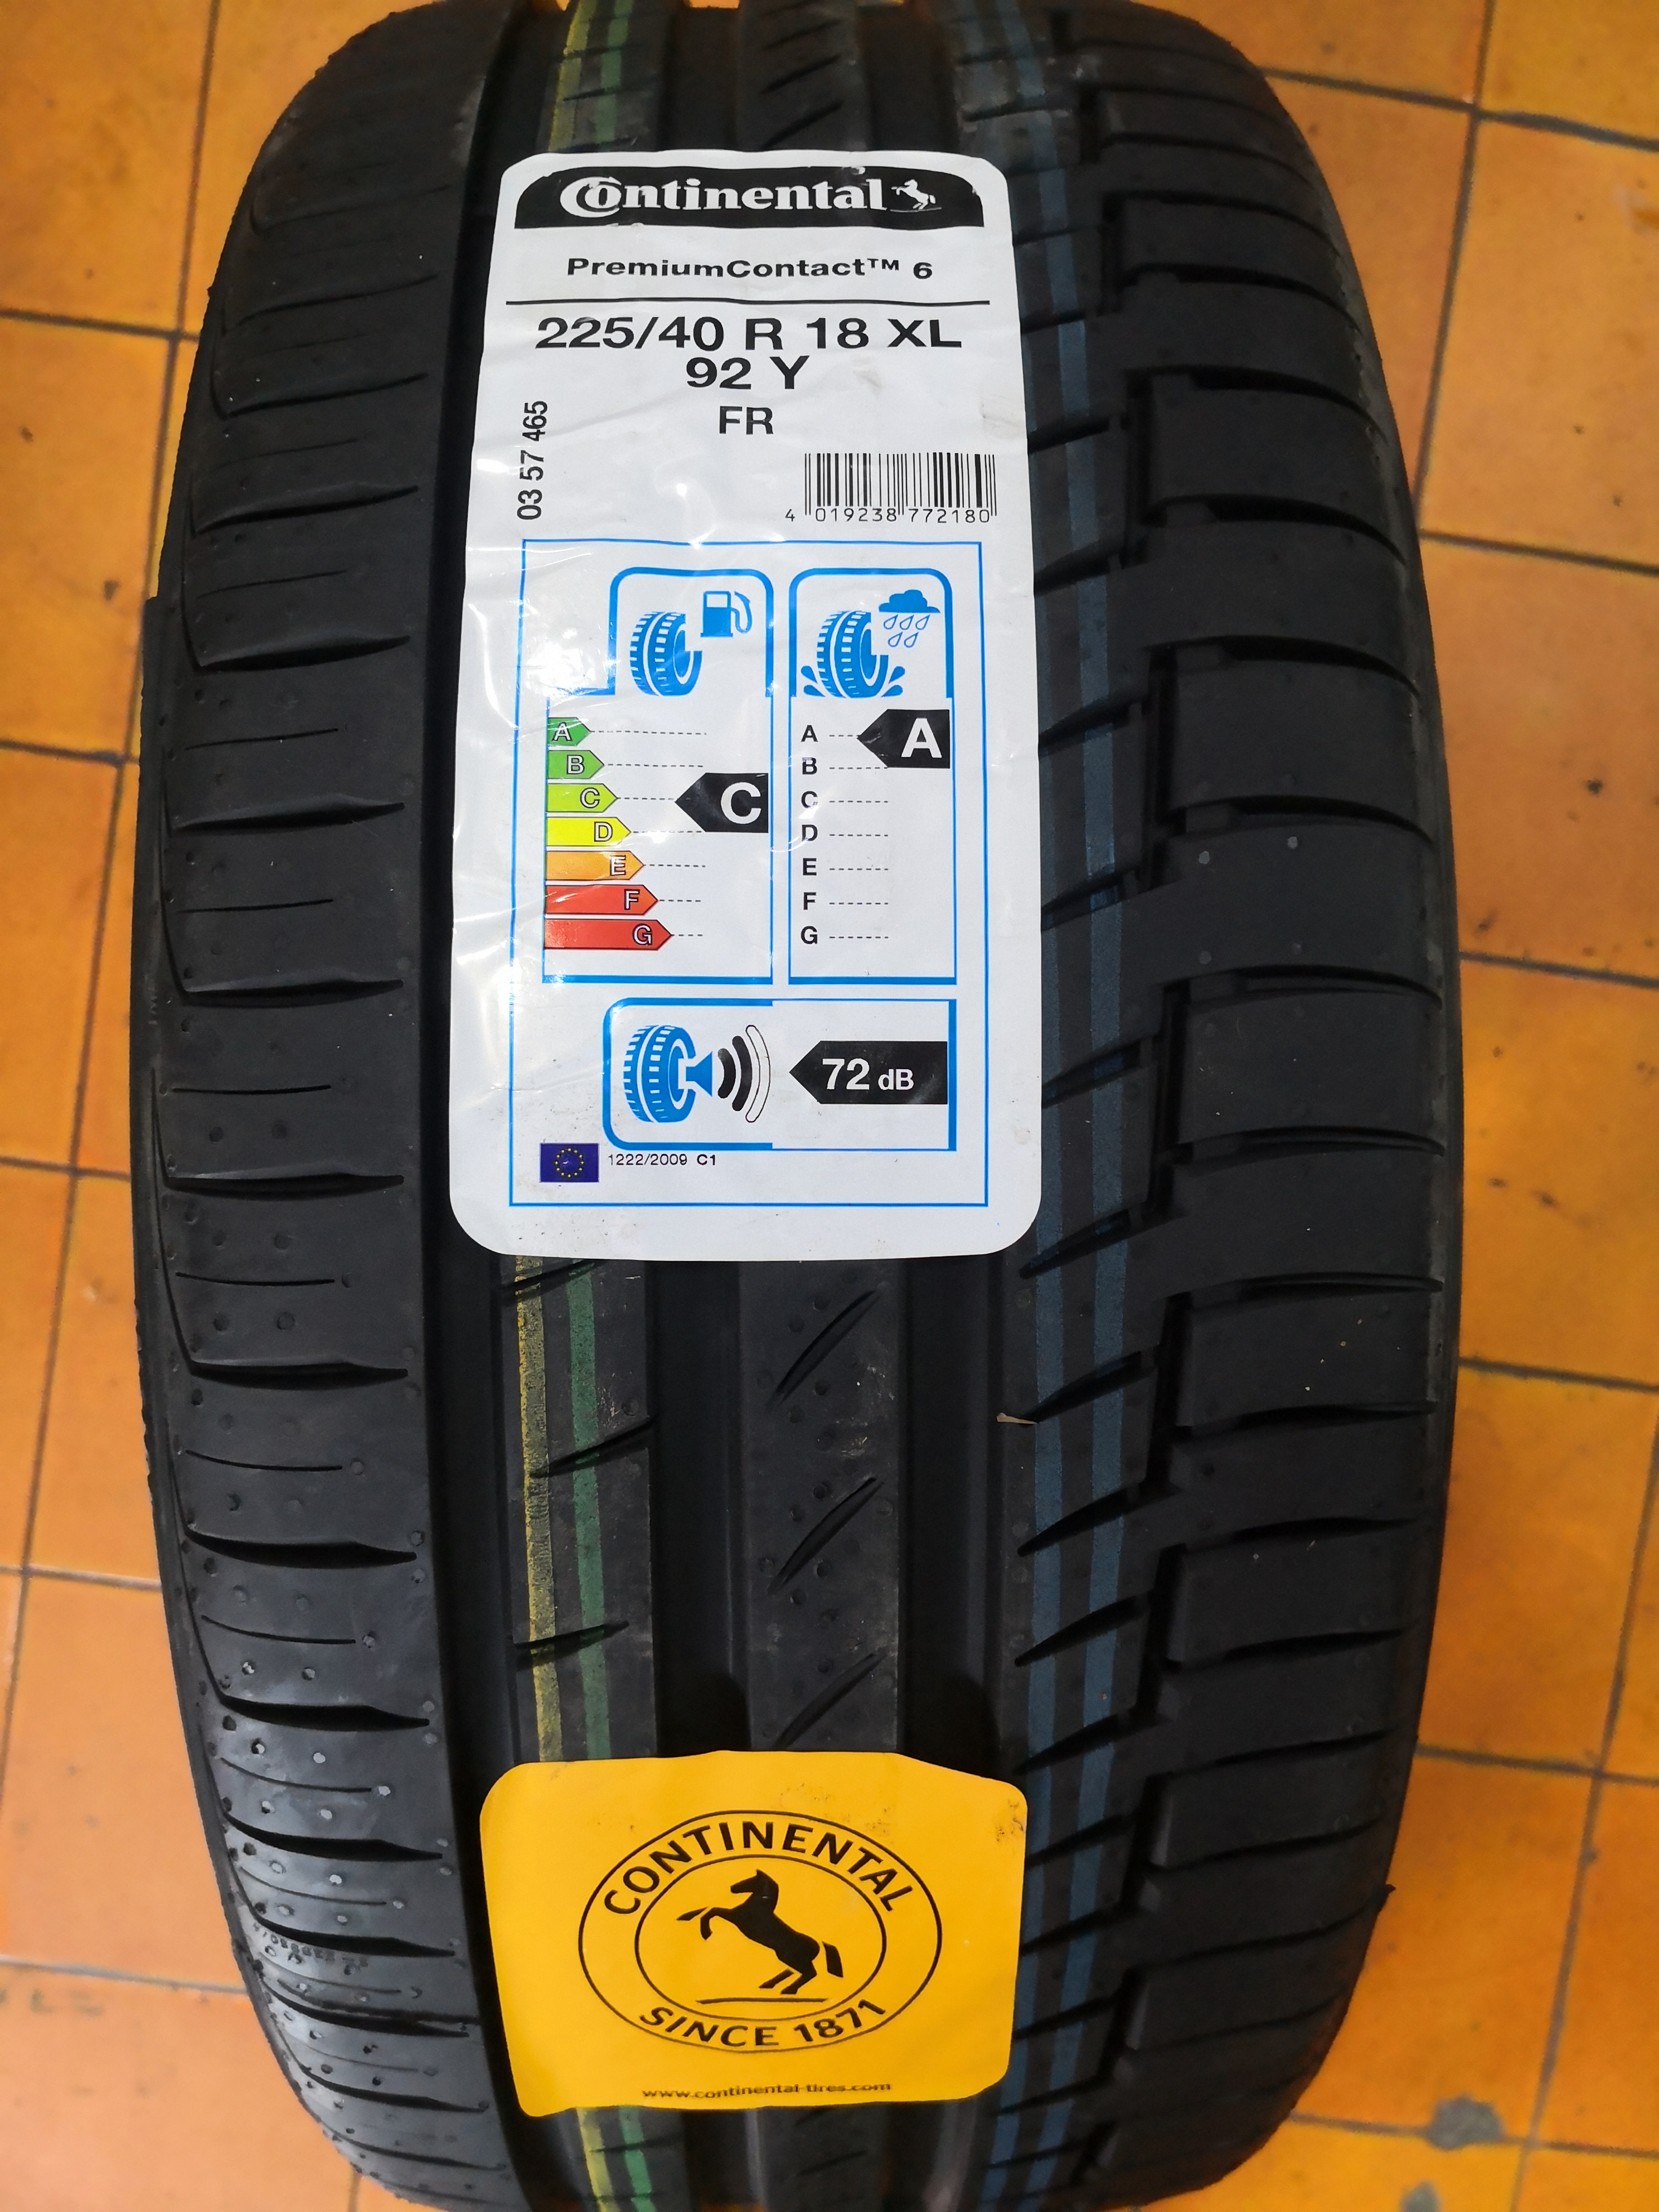 Continental
PremiumContact™ 6
225/40 R 18 XL
92 Y
FR
03 57 465
4 019238 772180
A
B
C
D
E
F
G
C
A
B
C
D
E
F
G
A
72 dB
1222/2009 C1
CONTINENTAL
SINCE 1871
www.continental-tires.com